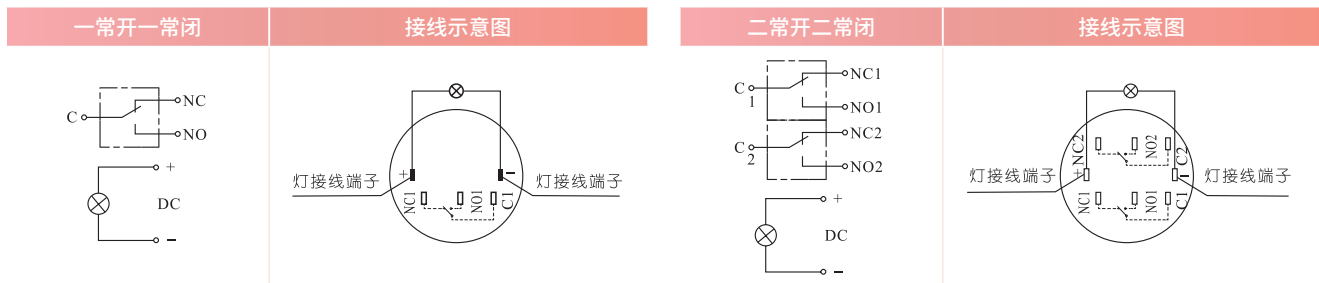 一常开一常闭
接线示意图
C
NC
NO
+
DC
−
+
−
灯接线端子
灯接线端子
NC1
NO1
C1
二常开二常闭
接线示意图
C
1
NC1
NO1
C
2
NC2
NO2
+
DC
−
NC2
NO2
C2
+
−
灯接线端子
灯接线端子
NC1
NO1
C1